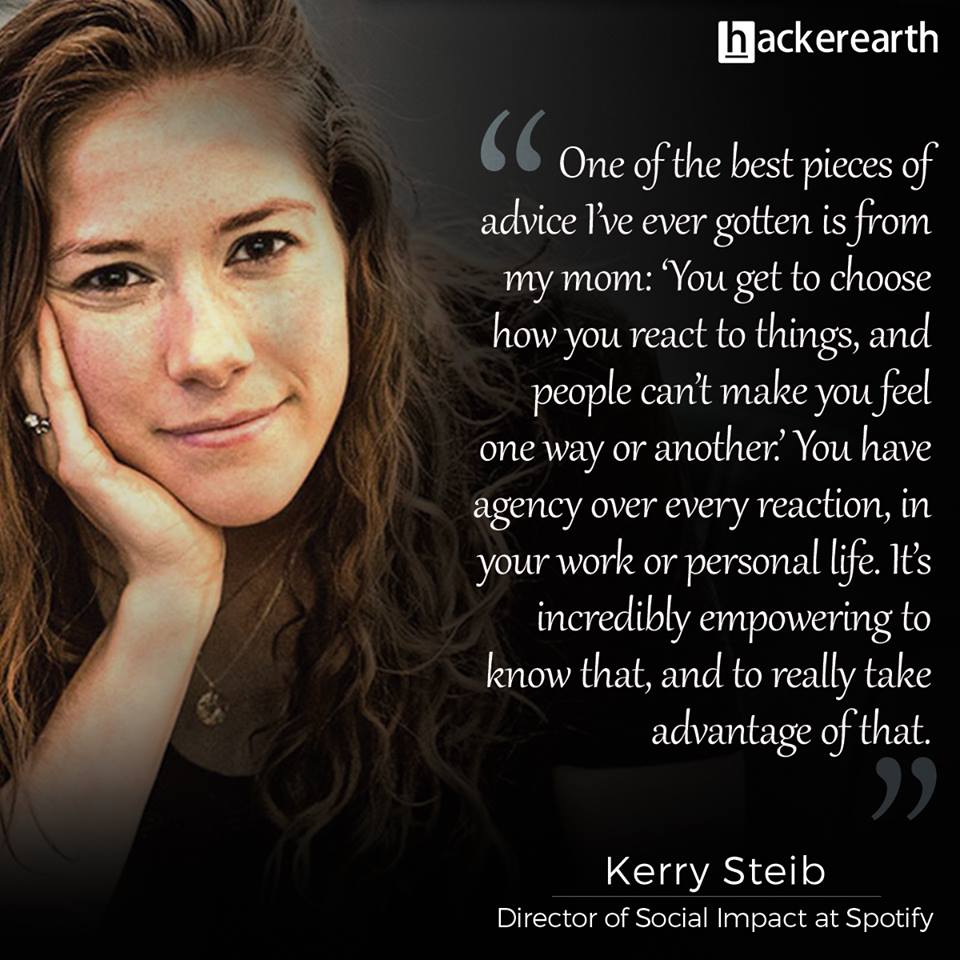 hackerearth
“ One of the best pieces of
advice I’ve ever gotten is from
my mom: ‘You get to choose
how you react to things, and
people can’t make you feel
one way or another.’ You have
agency over every reaction, in
your work or personal life. It’s
incredibly empowering to
know that, and to really take
advantage of that.
”
Kerry Steib
Director of Social Impact at Spotify